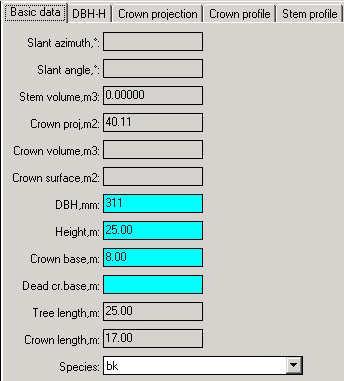 Basic data DBH-H Crown projection Crown profile Stem profile
Slant azimuth,°:
Slant angle,°:
Stem volume,m3: 0.00000
Crown proj,m2: 40.11
Crown volume,m3:
Crown surface,m2:
DBH,mm: 311
Height,m: 25.00
Crown base,m: 8.00
Dead cr.base,m:
Tree length,m: 25.00
Crown length,m: 17.00
Species: bk